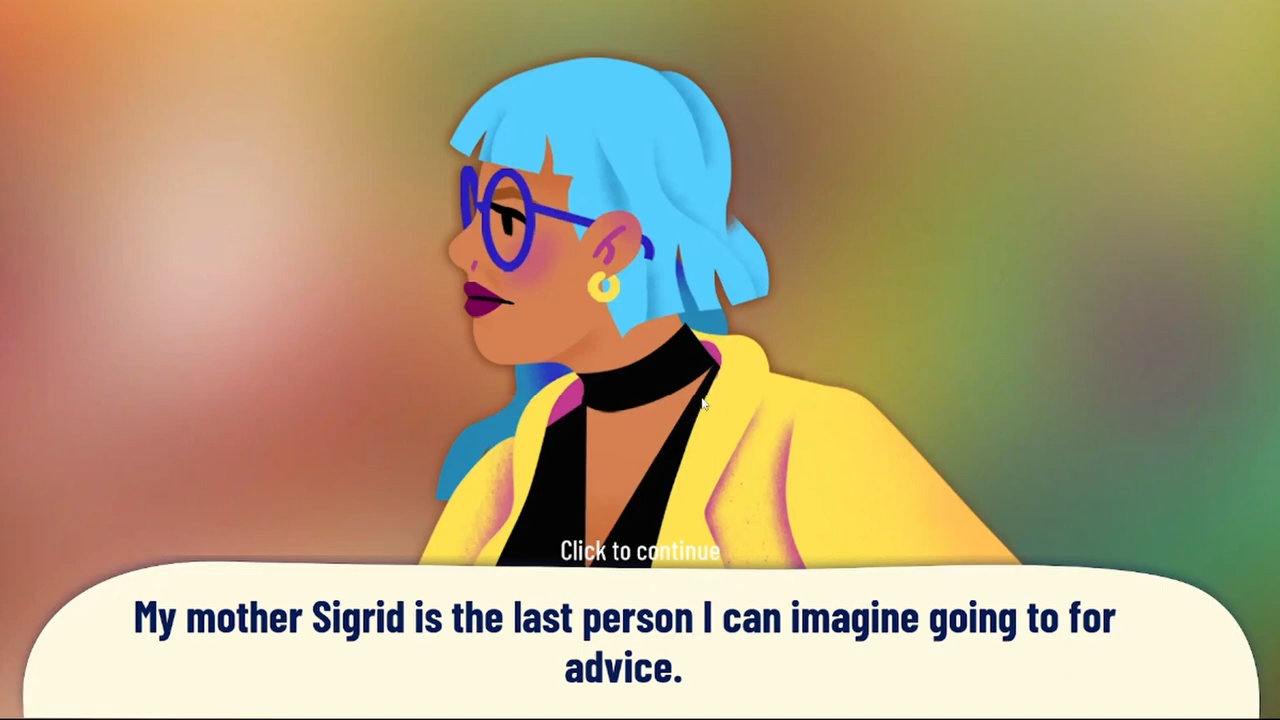 Click to continue
My mother Sigrid is the last person I can imagine going to for
advice.